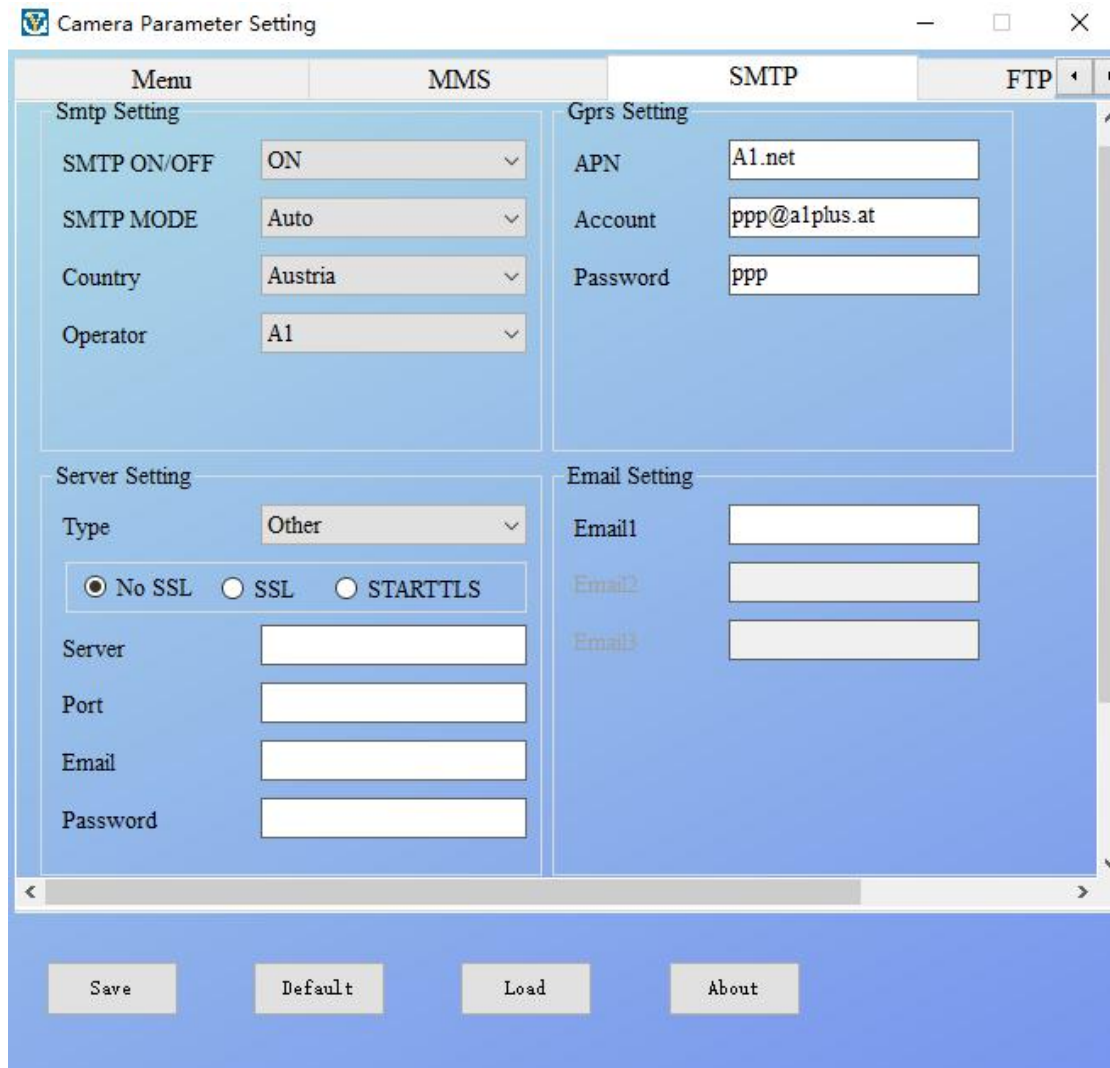 Camera Parameter Setting
Menu MMS SMTP FTP
Smtp Setting
SMTP ON/OFF ON
SMTP MODE Auto
Country Austria
Operator A1
Gprs Setting
APN A1.net
Account ppp@a1plus.at
Password ppp
Server Setting
Type Other
No SSL SSL STARTTLS
Server
Port
Email
Password
Email Setting
Email1
Email2
Email3
Save Default Load About